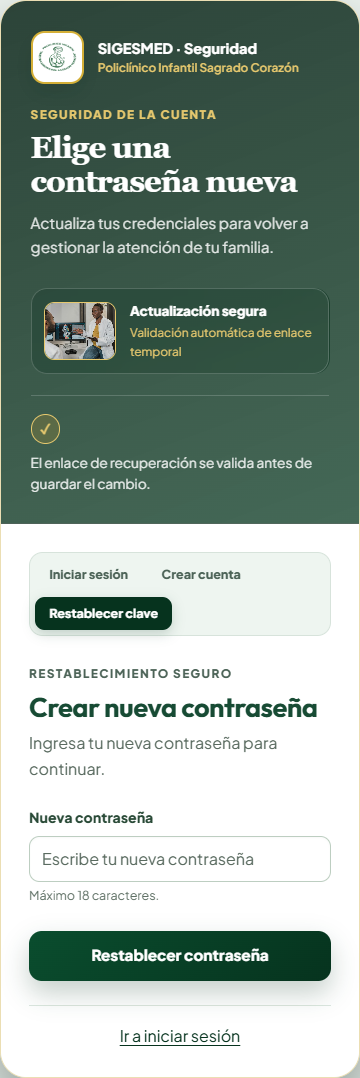 SIGESMED · Seguridad
Policlínico Infantil Sagrado Corazón
SEGURIDAD DE LA CUENTA
Elige una
contraseña nueva
Actualiza tus credenciales para volver a
gestionar la atención de tu familia.
Actualización segura
Validación automática de enlace
temporal
El enlace de recuperación se valida antes de
guardar el cambio.
Iniciar sesión
Crear cuenta
Restablecer clave
RESTABLECIMIENTO SEGURO
Crear nueva contraseña
Ingresa tu nueva contraseña para
continuar.
Nueva contraseña
Escribe tu nueva contraseña
Máximo 18 caracteres.
Restablecer contraseña
Ir a iniciar sesión